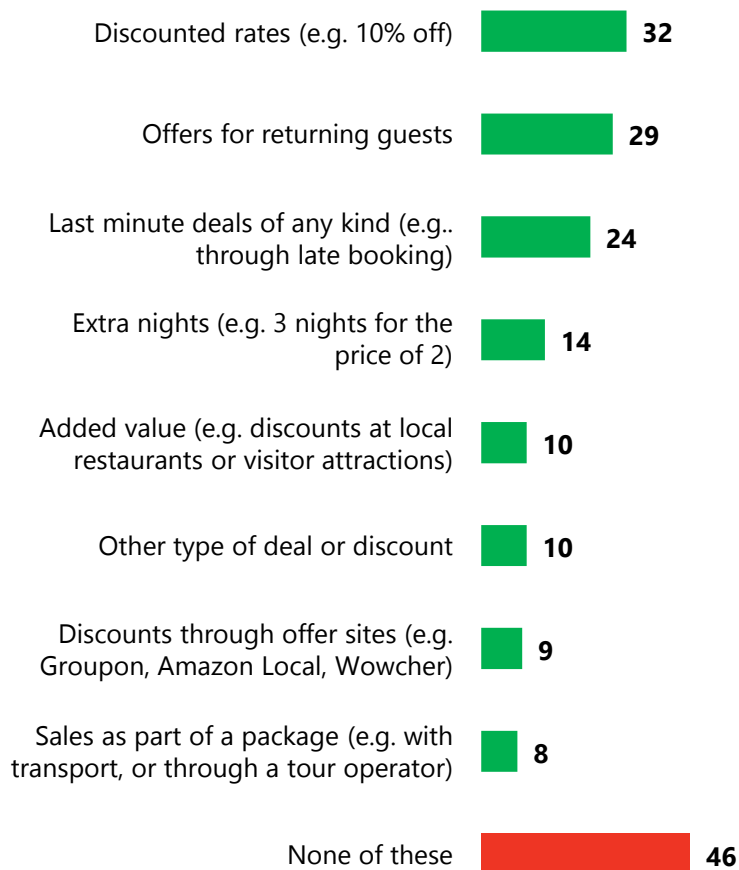 Discounted rates (e.g. 10% off) 32
Offers for returning guests 29
Last minute deals of any kind (e.g..
through late booking) 24
Extra nights (e.g. 3 nights for the
price of 2) 14
Added value (e.g. discounts at local
restaurants or visitor attractions) 10
Other type of deal or discount 10
Discounts through offer sites (e.g.
Groupon, Amazon Local, Wowcher) 9
Sales as part of a package (e.g. with
transport, or through a tour operator) 8
None of these 46